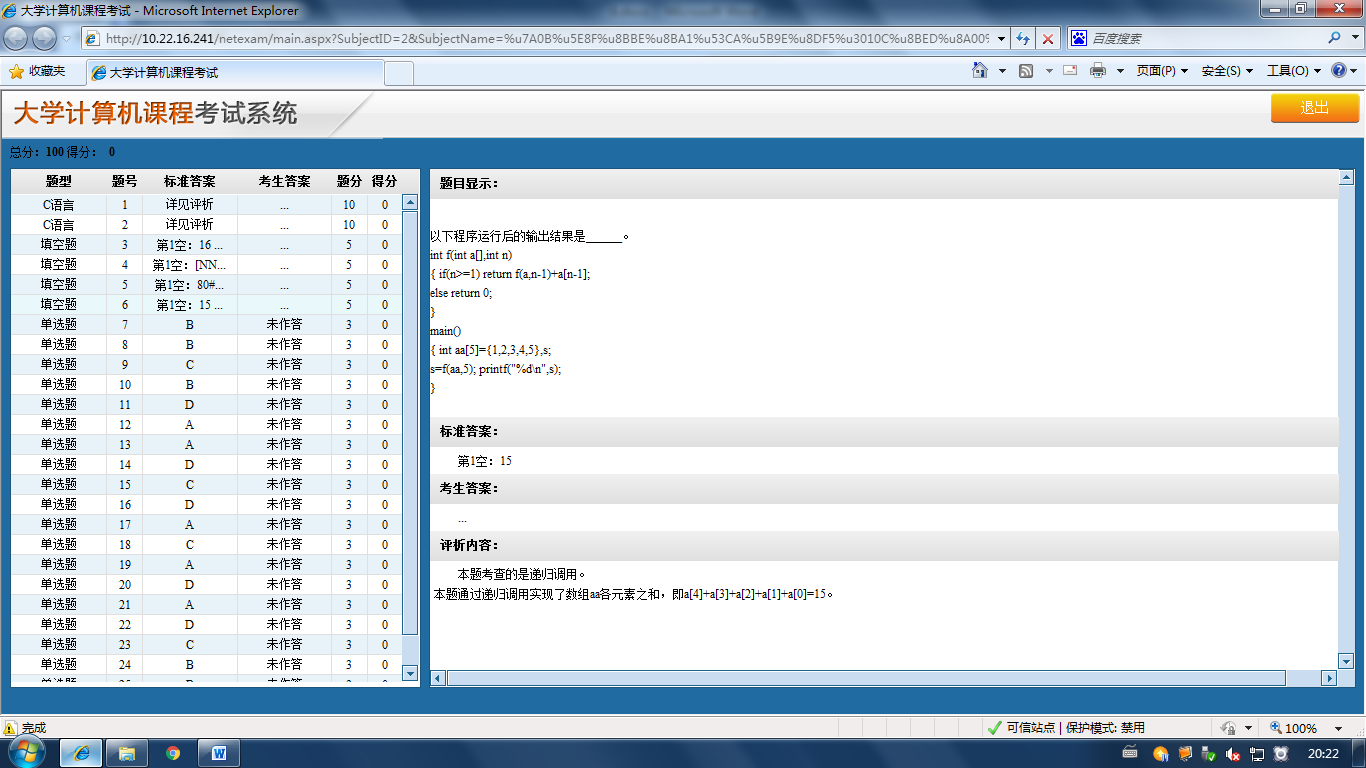 大学计算机课程考试 - Microsoft Internet Explorer
http://10.22.16.241/netexam/main.aspx?SubjectID=2&SubjectName=%u7A0B%u5E8F%u8BBE%u8BA1%u53CA%u5B9E%u8DF5%u3010C%u8BED%u8A00%
百度搜索
收藏夹 大学计算机课程考试 页面(P) 安全(S) 工具(O)
大学计算机课程考试系统 退出
总分：100 得分： 0
题型 题号 标准答案 考生答案 题分 得分
C语言 1 详见评析 ... 10 0
C语言 2 详见评析 ... 10 0
填空题 3 第1空：16 ... ... 5 0
填空题 4 第1空：[NN... ... 5 0
填空题 5 第1空：80#... ... 5 0
填空题 6 第1空：15 ... ... 5 0
单选题 7 B 未作答 3 0
单选题 8 B 未作答 3 0
单选题 9 C 未作答 3 0
单选题 10 B 未作答 3 0
单选题 11 D 未作答 3 0
单选题 12 A 未作答 3 0
单选题 13 A 未作答 3 0
单选题 14 D 未作答 3 0
单选题 15 C 未作答 3 0
单选题 16 D 未作答 3 0
单选题 17 A 未作答 3 0
单选题 18 C 未作答 3 0
单选题 19 A 未作答 3 0
单选题 20 D 未作答 3 0
单选题 21 A 未作答 3 0
单选题 22 D 未作答 3 0
单选题 23 C 未作答 3 0
单选题 24 B 未作答 3 0
题目显示：
以下程序运行后的输出结果是______。
int f(int a[],int n)
{ if(n>=1) return f(a,n-1)+a[n-1];
else return 0;
}
main()
{ int aa[5]={1,2,3,4,5},s;
s=f(aa,5); printf("%d\n",s);
}
标准答案：
第1空：15
考生答案：
...
评析内容：
本题考查的是递归调用。
本题通过递归调用实现了数组aa各元素之和，即a[4]+a[3]+a[2]+a[1]+a[0]=15。
完成 可信站点 | 保护模式: 禁用 100%
20:22